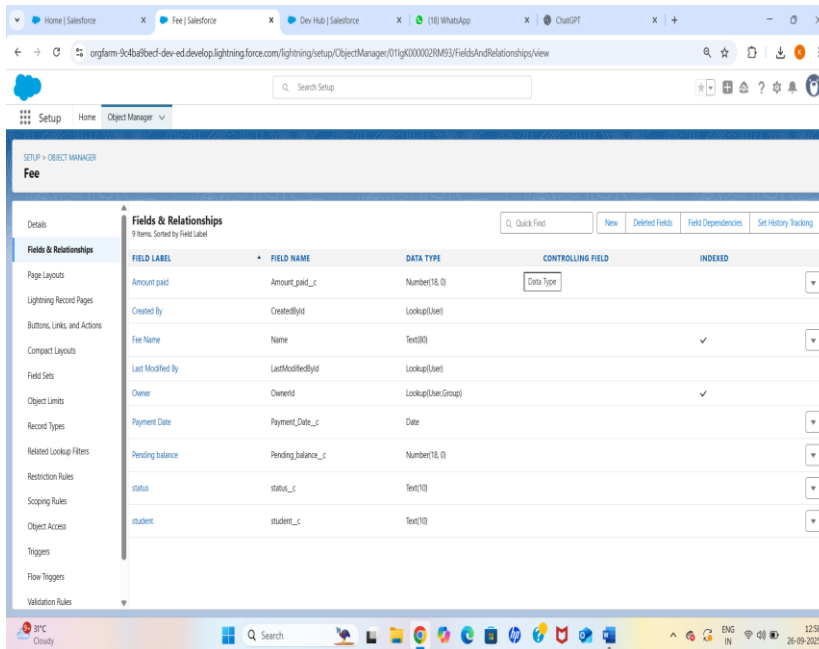 Home | Salesforce
Fee | Salesforce
Dev Hub | Salesforce
(18) WhatsApp
ChatGPT
orgfarm-9c4ba9becf-dev-ed.develop.lightning.force.com/lightning/setup/ObjectManager/01IgK000002RM93/FieldsAndRelationships/view
Search Setup
Setup Home Object Manager
SETUP > OBJECT MANAGER
Fee
Details
Fields & Relationships
Page Layouts
Lightning Record Pages
Buttons, Links, and Actions
Compact Layouts
Field Sets
Object Limits
Record Types
Related Lookup Filters
Restriction Rules
Scoping Rules
Object Access
Triggers
Flow Triggers
Validation Rules
Fields & Relationships
9 Items. Sorted by Field Label
Quick Find New Deleted Fields Field Dependencies Set History Tracking
FIELD LABEL FIELD NAME DATA TYPE CONTROLLING FIELD INDEXED
Amount paid Amount_paid__c Number(18, 0) Data Type
Created By CreatedById Lookup(User)
Fee Name Name Text(80)
Last Modified By LastModifiedById Lookup(User)
Owner OwnerId Lookup(User,Group)
Payment Date Payment_Date__c Date
Pending balance Pending_balance__c Number(18, 0)
status status__c Text(10)
student student__c Text(10)
31°C
Cloudy
Search
ENG
IN
12:58
26-09-2025